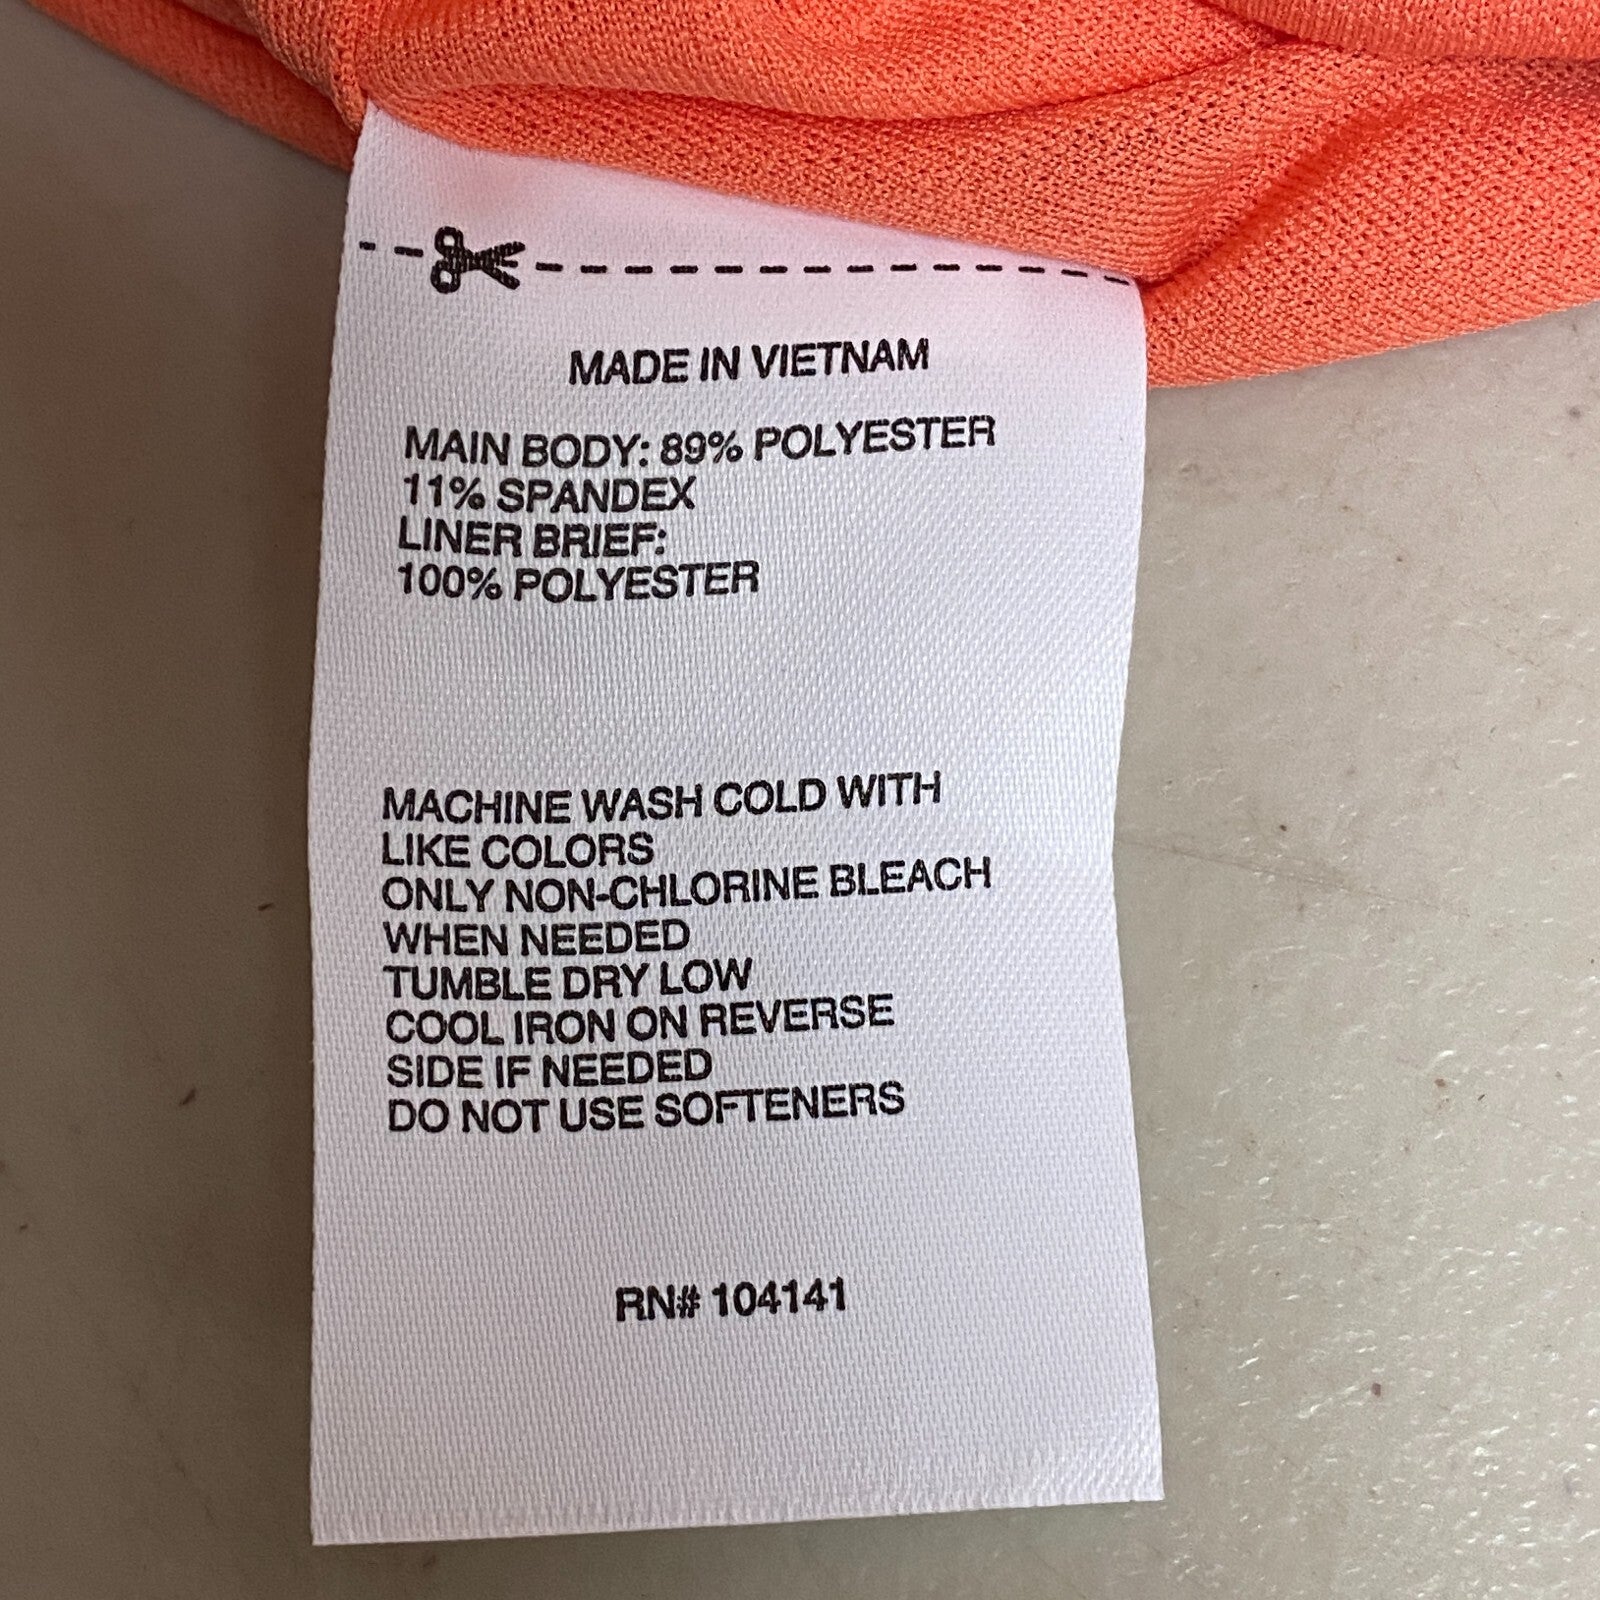 MADE IN VIETNAM
MAIN BODY: 89% POLYESTER
11% SPANDEX
LINER BRIEF:
100% POLYESTER
MACHINE WASH COLD WITH
LIKE COLORS
ONLY NON-CHLORINE BLEACH
WHEN NEEDED
TUMBLE DRY LOW
COOL IRON ON REVERSE
SIDE IF NEEDED
DO NOT USE SOFTENERS
RN# 104141